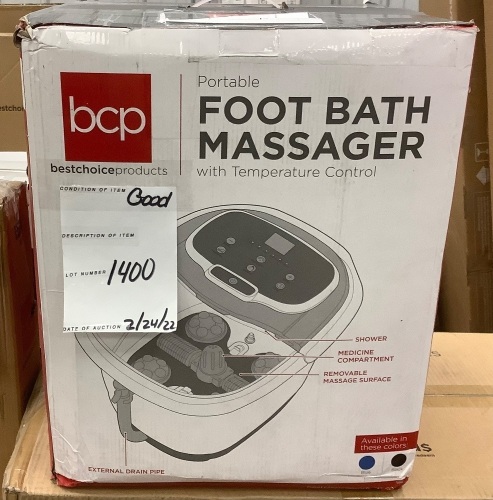 bcp
bestchoiceproducts
Portable
FOOT BATH
MASSAGER
with Temperature Control
CONDITION OF ITEM Good
DESCRIPTION OF ITEM
LOT NUMBER 1400
DATE OF AUCTION 2/24/22
SHOWER
MEDICINE
COMPARTMENT
REMOVABLE
MASSAGE SURFACE
EXTERNAL DRAIN PIPE
Available in
these colors: